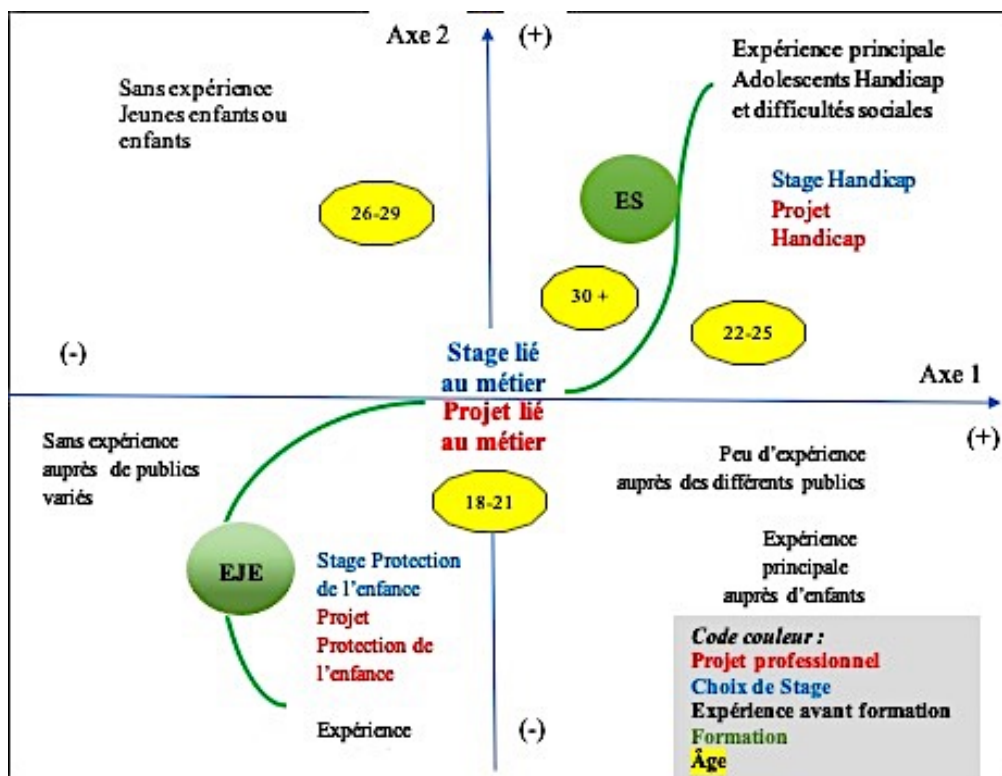 Axe 2
(+)
Sans expérience
Jeunes enfants ou
enfants
Expérience principale
Adolescents Handicap
et difficultés sociales
26-29
ES
Stage Handicap
Projet
Handicap
30 +
22-25
(-)
Stage lié
au métier
Axe 1
(+)
Projet lié
au métier
Sans expérience
auprès de publics
variés
Peu d'expérience
auprès des différents publics
18-21
EJE
Stage Protection
de l'enfance
Projet
Protection de
l'enfance
Expérience
principale
auprès d'enfants
Expérience
(-)
Code couleur :
Projet professionnel
Choix de Stage
Expérience avant formation
Formation
Âge